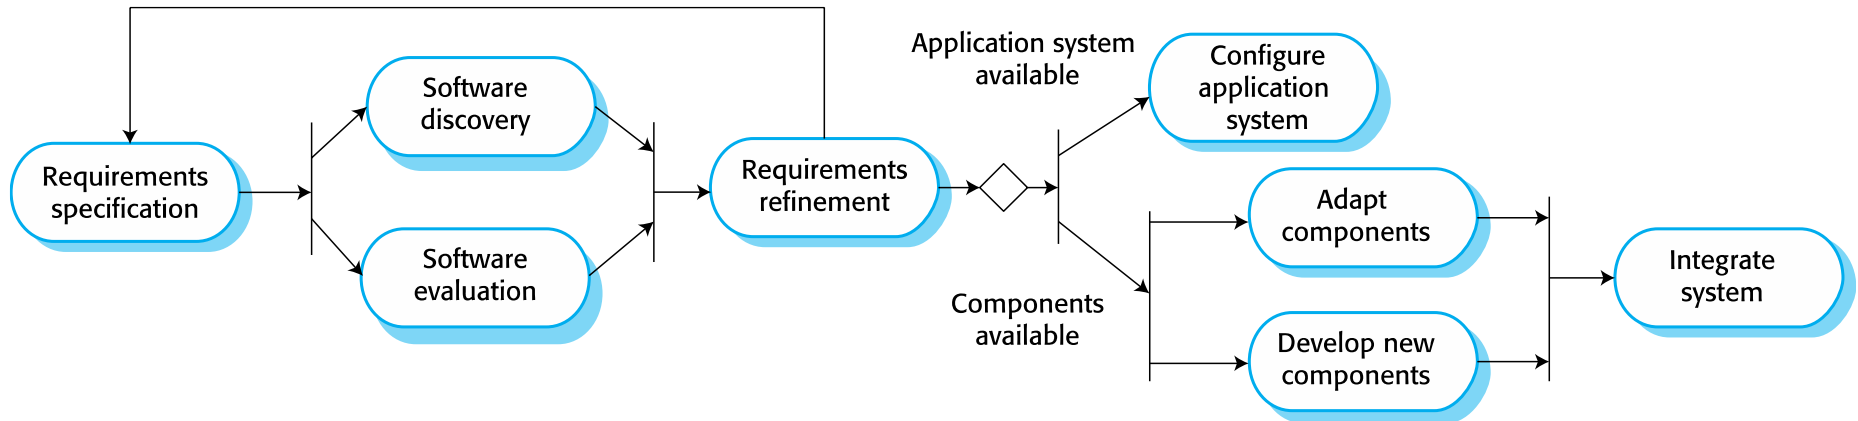 Requirements
specification
Software
discovery
Software
evaluation
Requirements
refinement
Application system
available
Configure
application
system
Components
available
Adapt
components
Develop new
components
Integrate
system